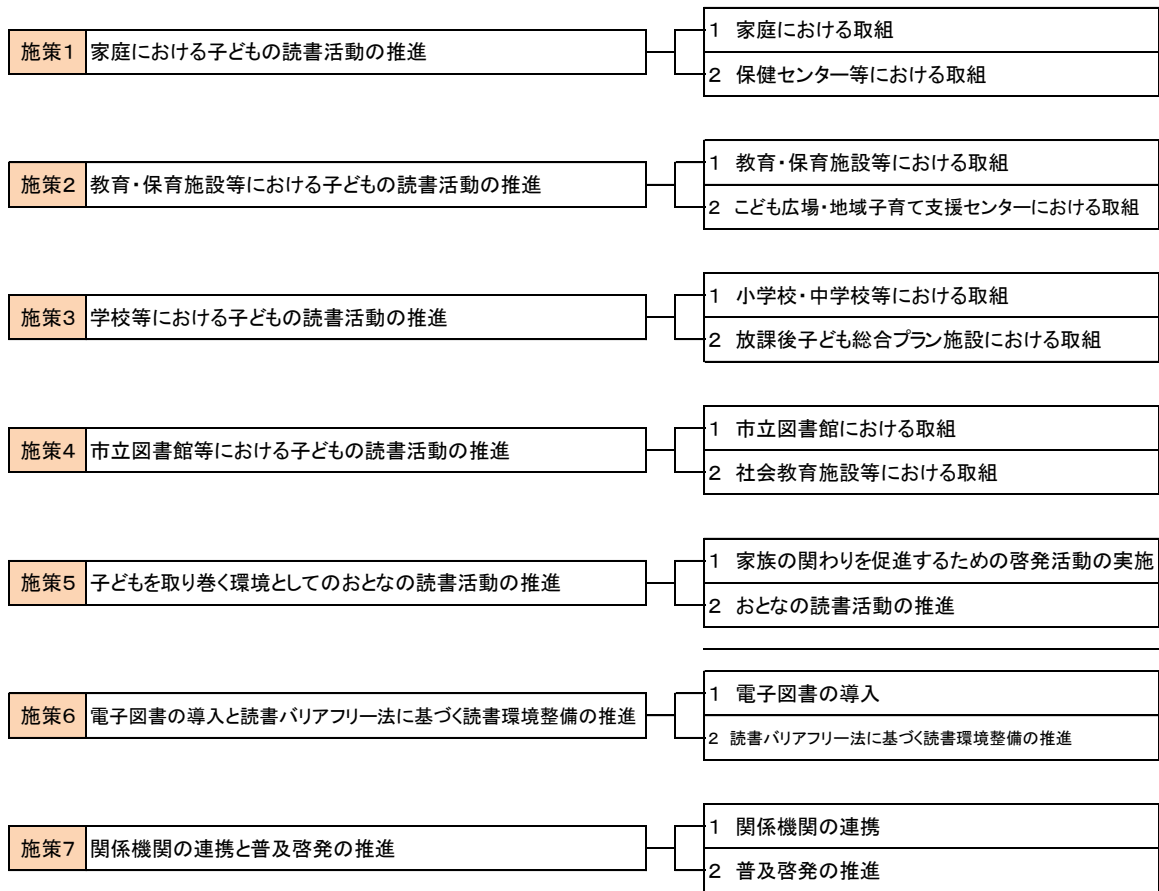 施策1 家庭における子どもの読書活動の推進
1 家庭における取組
2 保健センター等における取組
施策2 教育・保育施設等における子どもの読書活動の推進
1 教育・保育施設等における取組
2 こども広場・地域子育て支援センターにおける取組
施策3 学校等における子どもの読書活動の推進
1 小学校・中学校等における取組
2 放課後子ども総合プラン施設における取組
施策4 市立図書館等における子どもの読書活動の推進
1 市立図書館における取組
2 社会教育施設等における取組
施策5 子どもを取り巻く環境としてのおとなの読書活動の推進
1 家族の関わりを促進するための啓発活動の実施
2 おとなの読書活動の推進
施策6 電子図書の導入と読書バリアフリー法に基づく読書環境整備の推進
1 電子図書の導入
2 読書バリアフリー法に基づく読書環境整備の推進
施策7 関係機関の連携と普及啓発の推進
1 関係機関の連携
2 普及啓発の推進